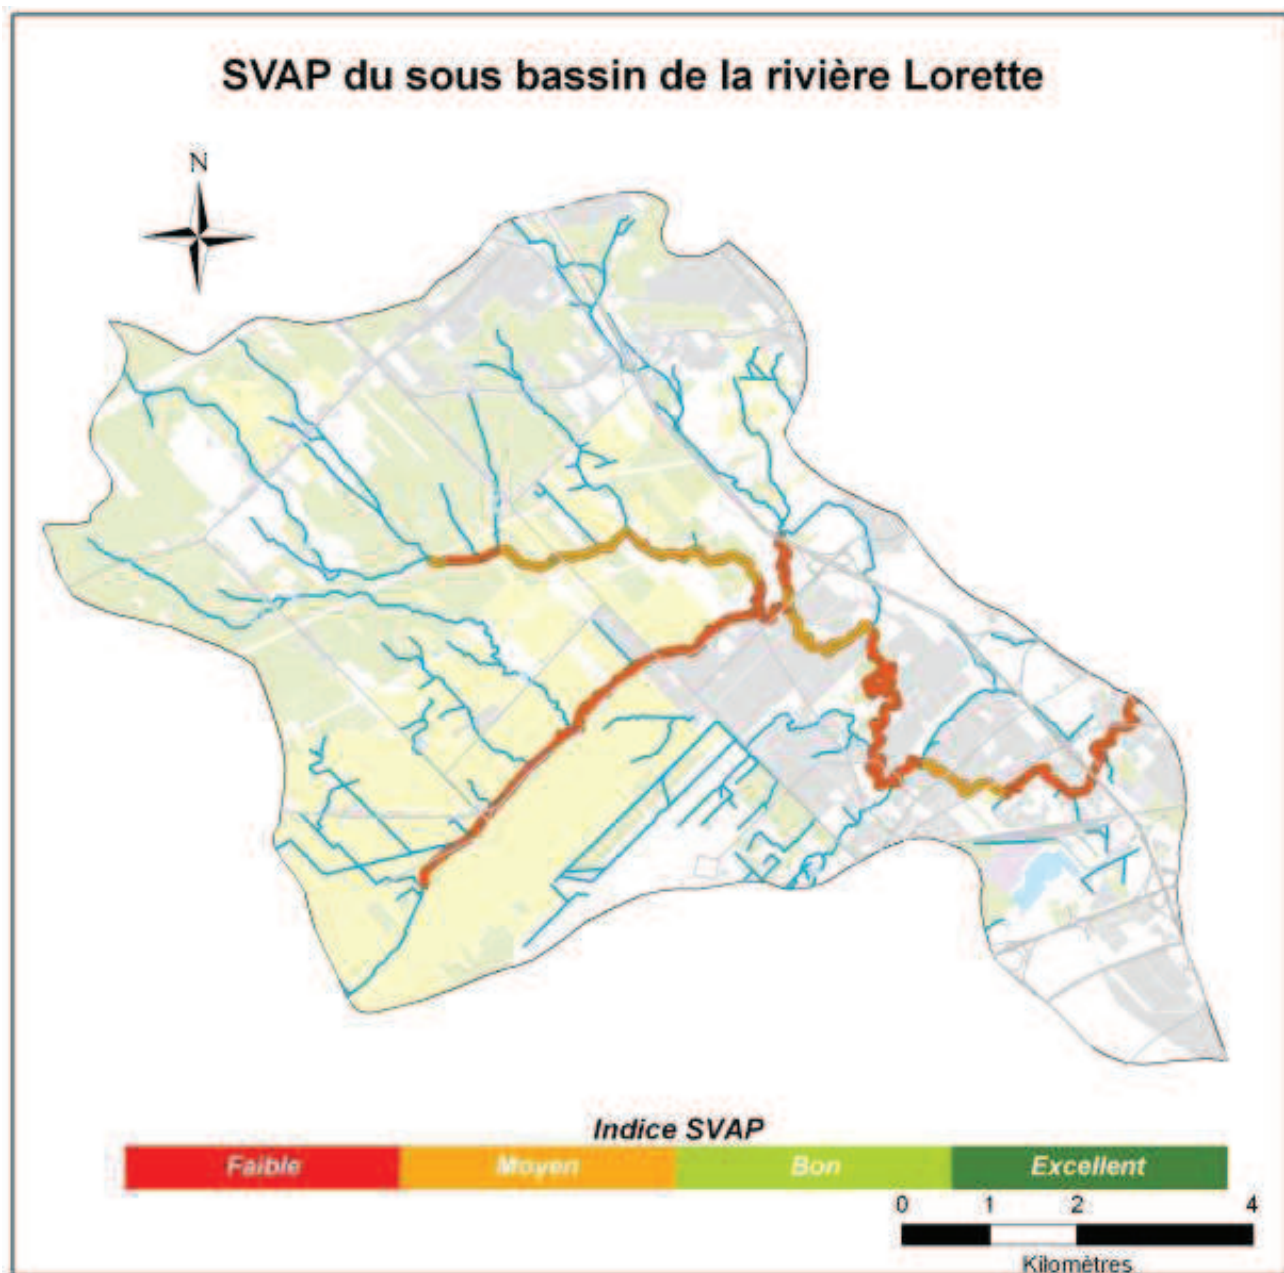 SVAP du sous bassin de la rivière Lorette
N
Indice SVAP
Faible Moyen Bon Excellent
0 1 2 4
Kilomètres